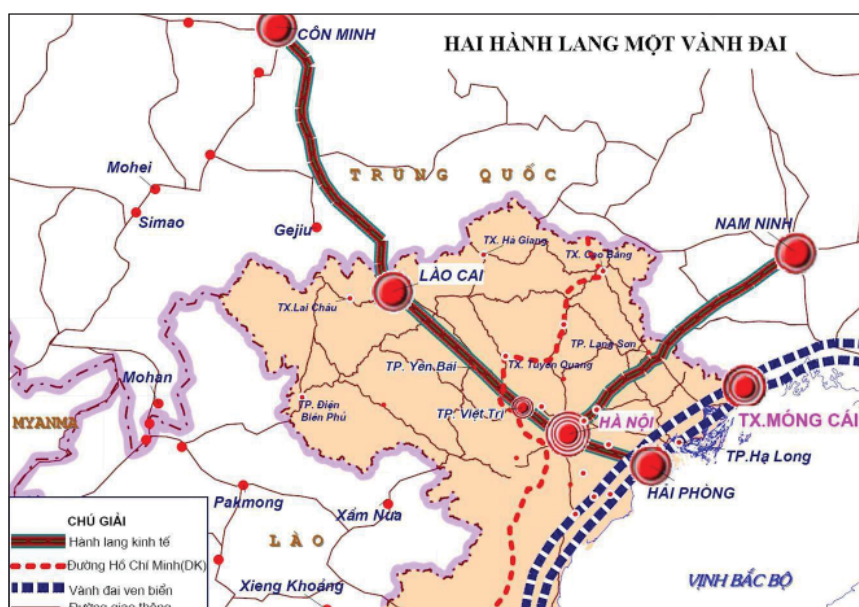 CÔN MINH
HAI HÀNH LANG MỘT VÀNH ĐAI
TRUNG QUỐC
Mohei
Simao
Gejiu
NAM NINH
TX. Hà Giang
TX. Cao Bằng
LÀO CAI
TX.Lai Châu
TP. Lạng Sơn
TP. Yên Bái
TX. Tuyên Quang
Mohan
TP. Điện
Biên Phủ
TP. Việt Trì
HÀ NỘI
MYANMA
TX.MÓNG CÁI
TP.Hạ Long
HẢI PHÒNG
Pakmong
Xẩm Nưa
LÀO
CHÚ GIẢI
Hành lang kinh tế
Đường Hồ Chí Minh(DK)
Vành đai ven biển
Đường giao thông
Xieng Khoảng
VỊNH BẮC BỘ